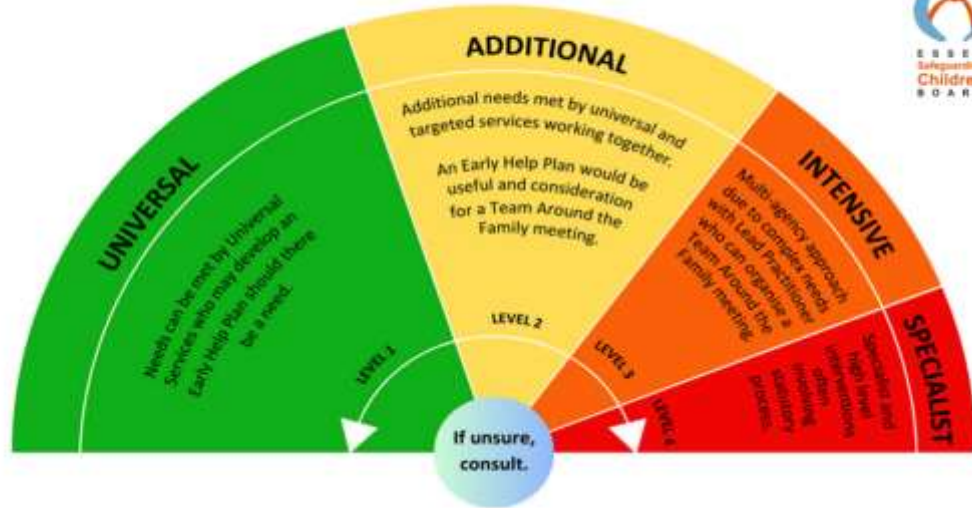 UNIVERSAL
Needs can be met by Universal
Services who may develop an
Early Help Plan should there
be a need.
LEVEL 1
ADDITIONAL
Additional needs met by universal and
targeted services working together.
An Early Help Plan would be
useful and consideration
for a Team Around the
Family meeting.
LEVEL 2
INTENSIVE
Multi-agency approach
due to complex needs
with Lead Practitioner
who can organise a
Team Around the
Family meeting.
LEVEL 3
SPECIALIST
Specialist and
high level
interventions
often
involving
statutory
process.
LEVEL 4
If unsure,
consult.
ESSE
Safeguardi
Childre
BOAR